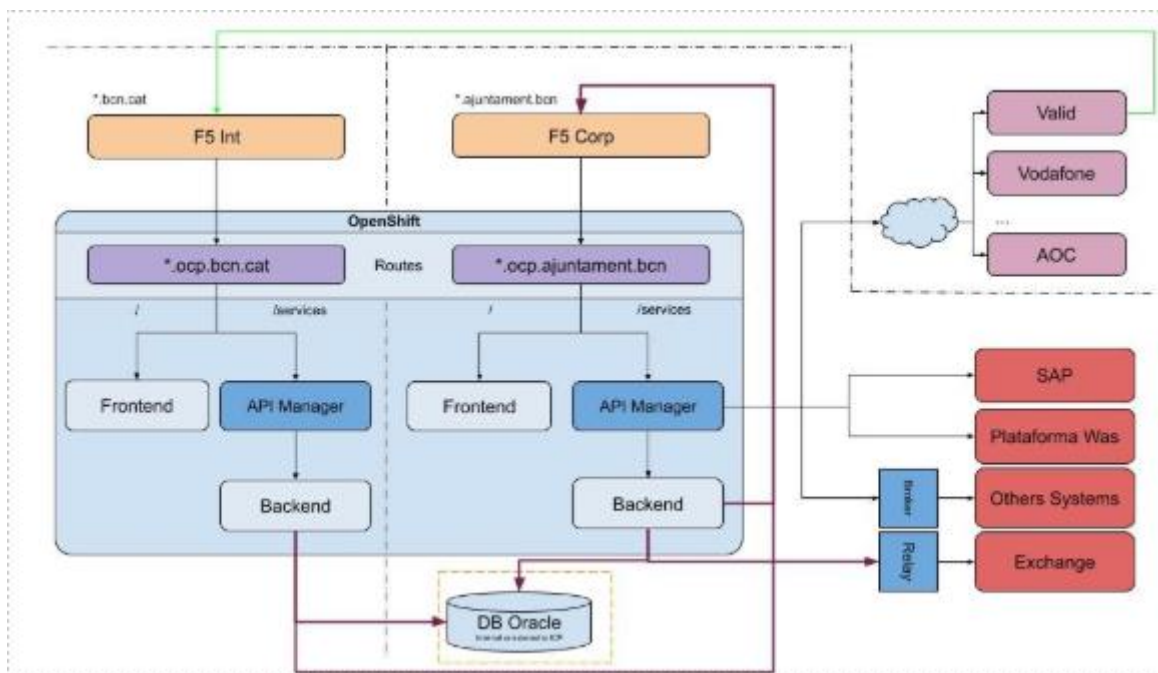 *.bcn.cat
*.ajuntament.bcn
F5 Int
F5 Corp
Valid
Vodafone
...
AOC
OpenShift
*.ocp.bcn.cat
Routes
*.ocp.ajuntament.bcn
/
/services
/
/services
Frontend
API Manager
Frontend
API Manager
SAP
Plataforma Was
Backend
Backend
Broker
Others Systems
Relay
Exchange
DB Oracle